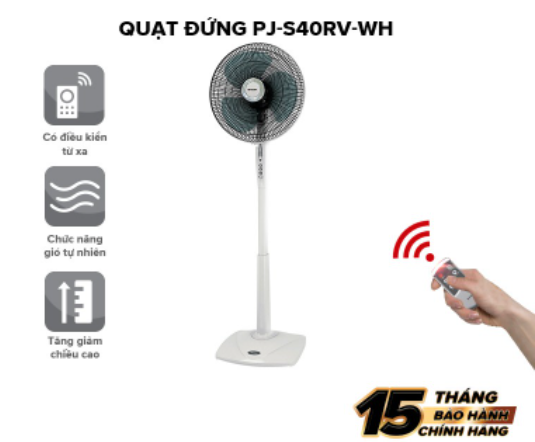 QUẠT ĐỨNG PJ-S40RV-WH
Có điều kiển
từ xa
Chức năng
gió tự nhiên
Tăng giảm
chiều cao
15 THÁNG
BẢO HÀNH
CHÍNH HÃNG